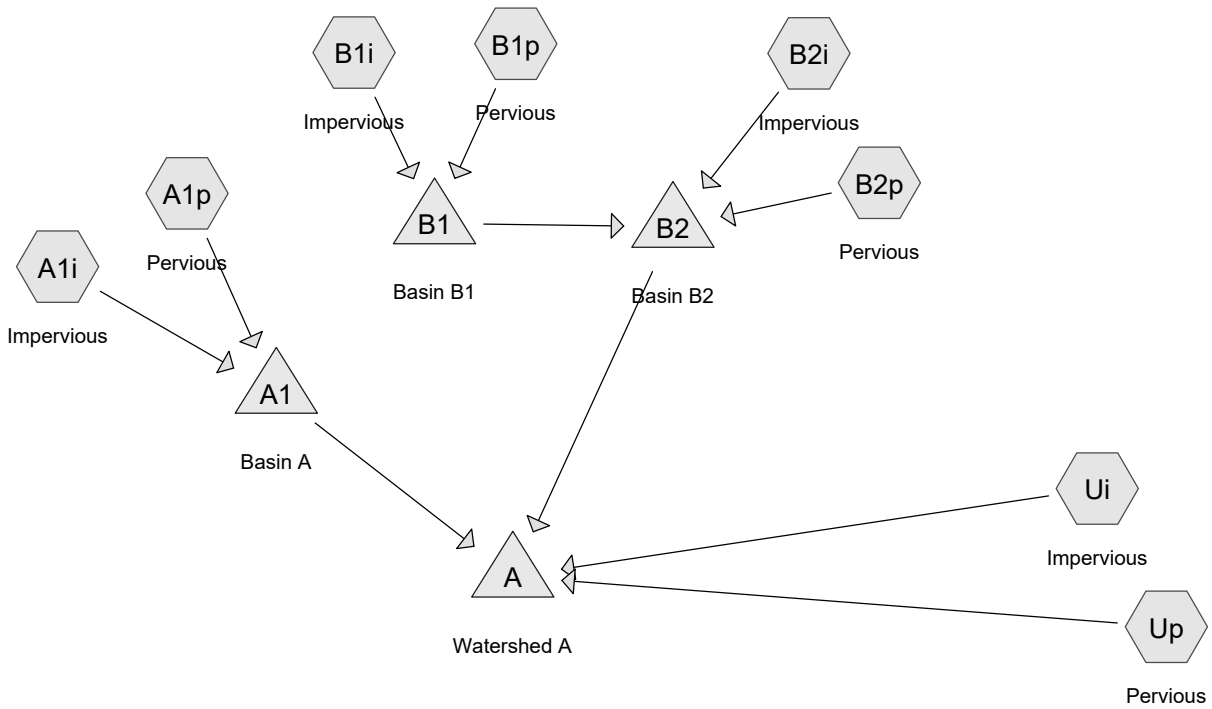 B1i
Impervious
B1p
Pervious
B2i
Impervious
A1p
Pervious
B2p
Pervious
A1i
Impervious
B1
Basin B1
B2
Basin B2
A1
Basin A
Ui
Impervious
A
Watershed A
Up
Pervious